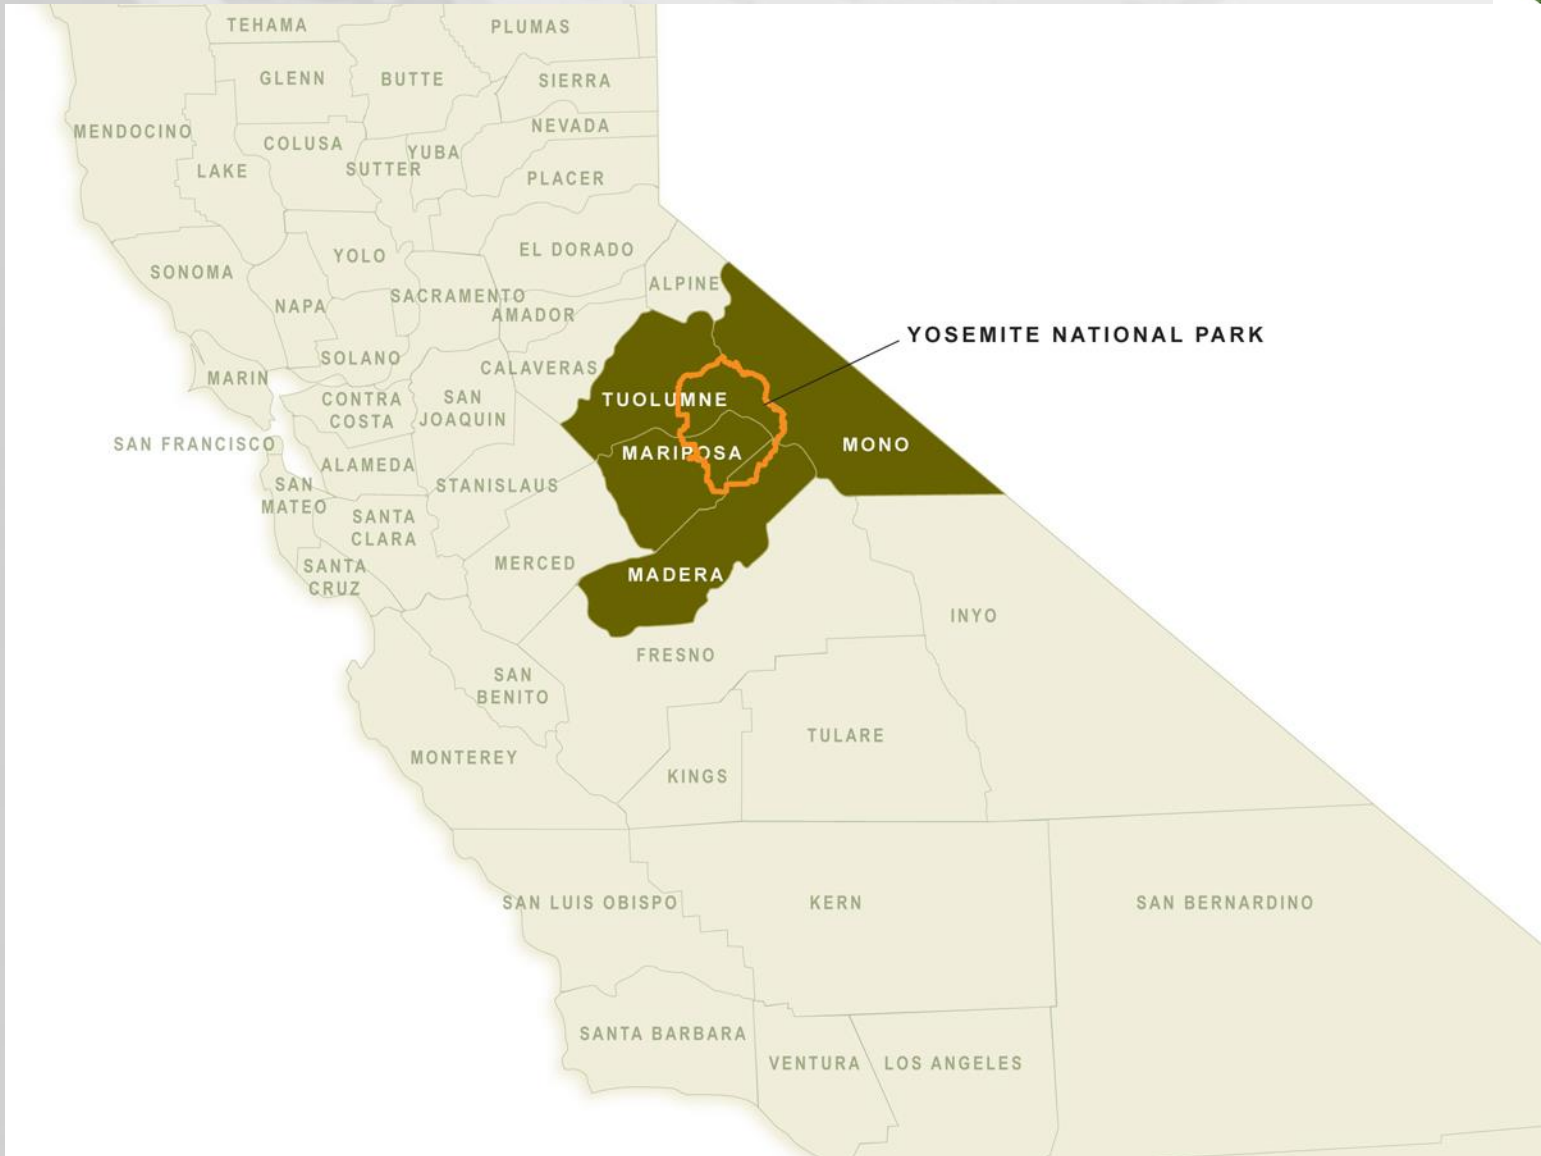 TEHAMA
PLUMAS
GLENN
BUTTE
SIERRA
MENDOCINO
NEVADA
COLUSA
YUBA
LAKE
SUTTER
PLACER
EL DORADO
YOLO
SONOMA
ALPINE
NAPA
SACRAMENTO
AMADOR
YOSEMITE NATIONAL PARK
SOLANO
CALAVERAS
MARIN
CONTRA
COSTA
SAN
JOAQUIN
TUOLUMNE
SAN FRANCISCO
MARIPOSA
MONO
ALAMEDA
SAN
MATEO
STANISLAUS
SANTA
CLARA
SANTA
CRUZ
MERCED
MADERA
INYO
FRESNO
SAN
BENITO
TULARE
MONTEREY
KINGS
SAN LUIS OBISPO
KERN
SAN BERNARDINO
SANTA BARBARA
VENTURA
LOS ANGELES